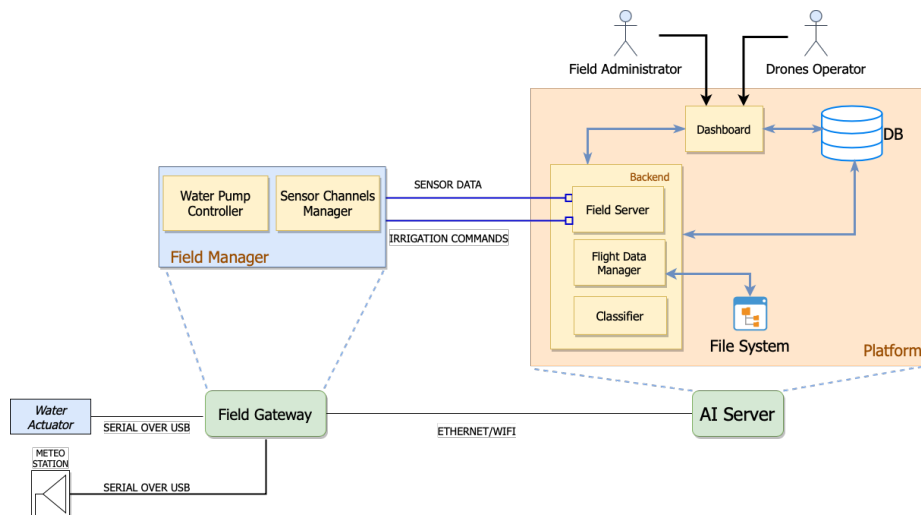 Field Administrator
Drones Operator
Dashboard
DB
Backend
SENSOR DATA
Water Pump
Controller
Sensor Channels
Manager
Field Server
IRRIGATION COMMANDS
Field Manager
Flight Data
Manager
Classifier
File System
Platform
Water
Actuator
Field Gateway
AI Server
SERIAL OVER USB
ETHERNET/WIFI
METEO
STATION
SERIAL OVER USB